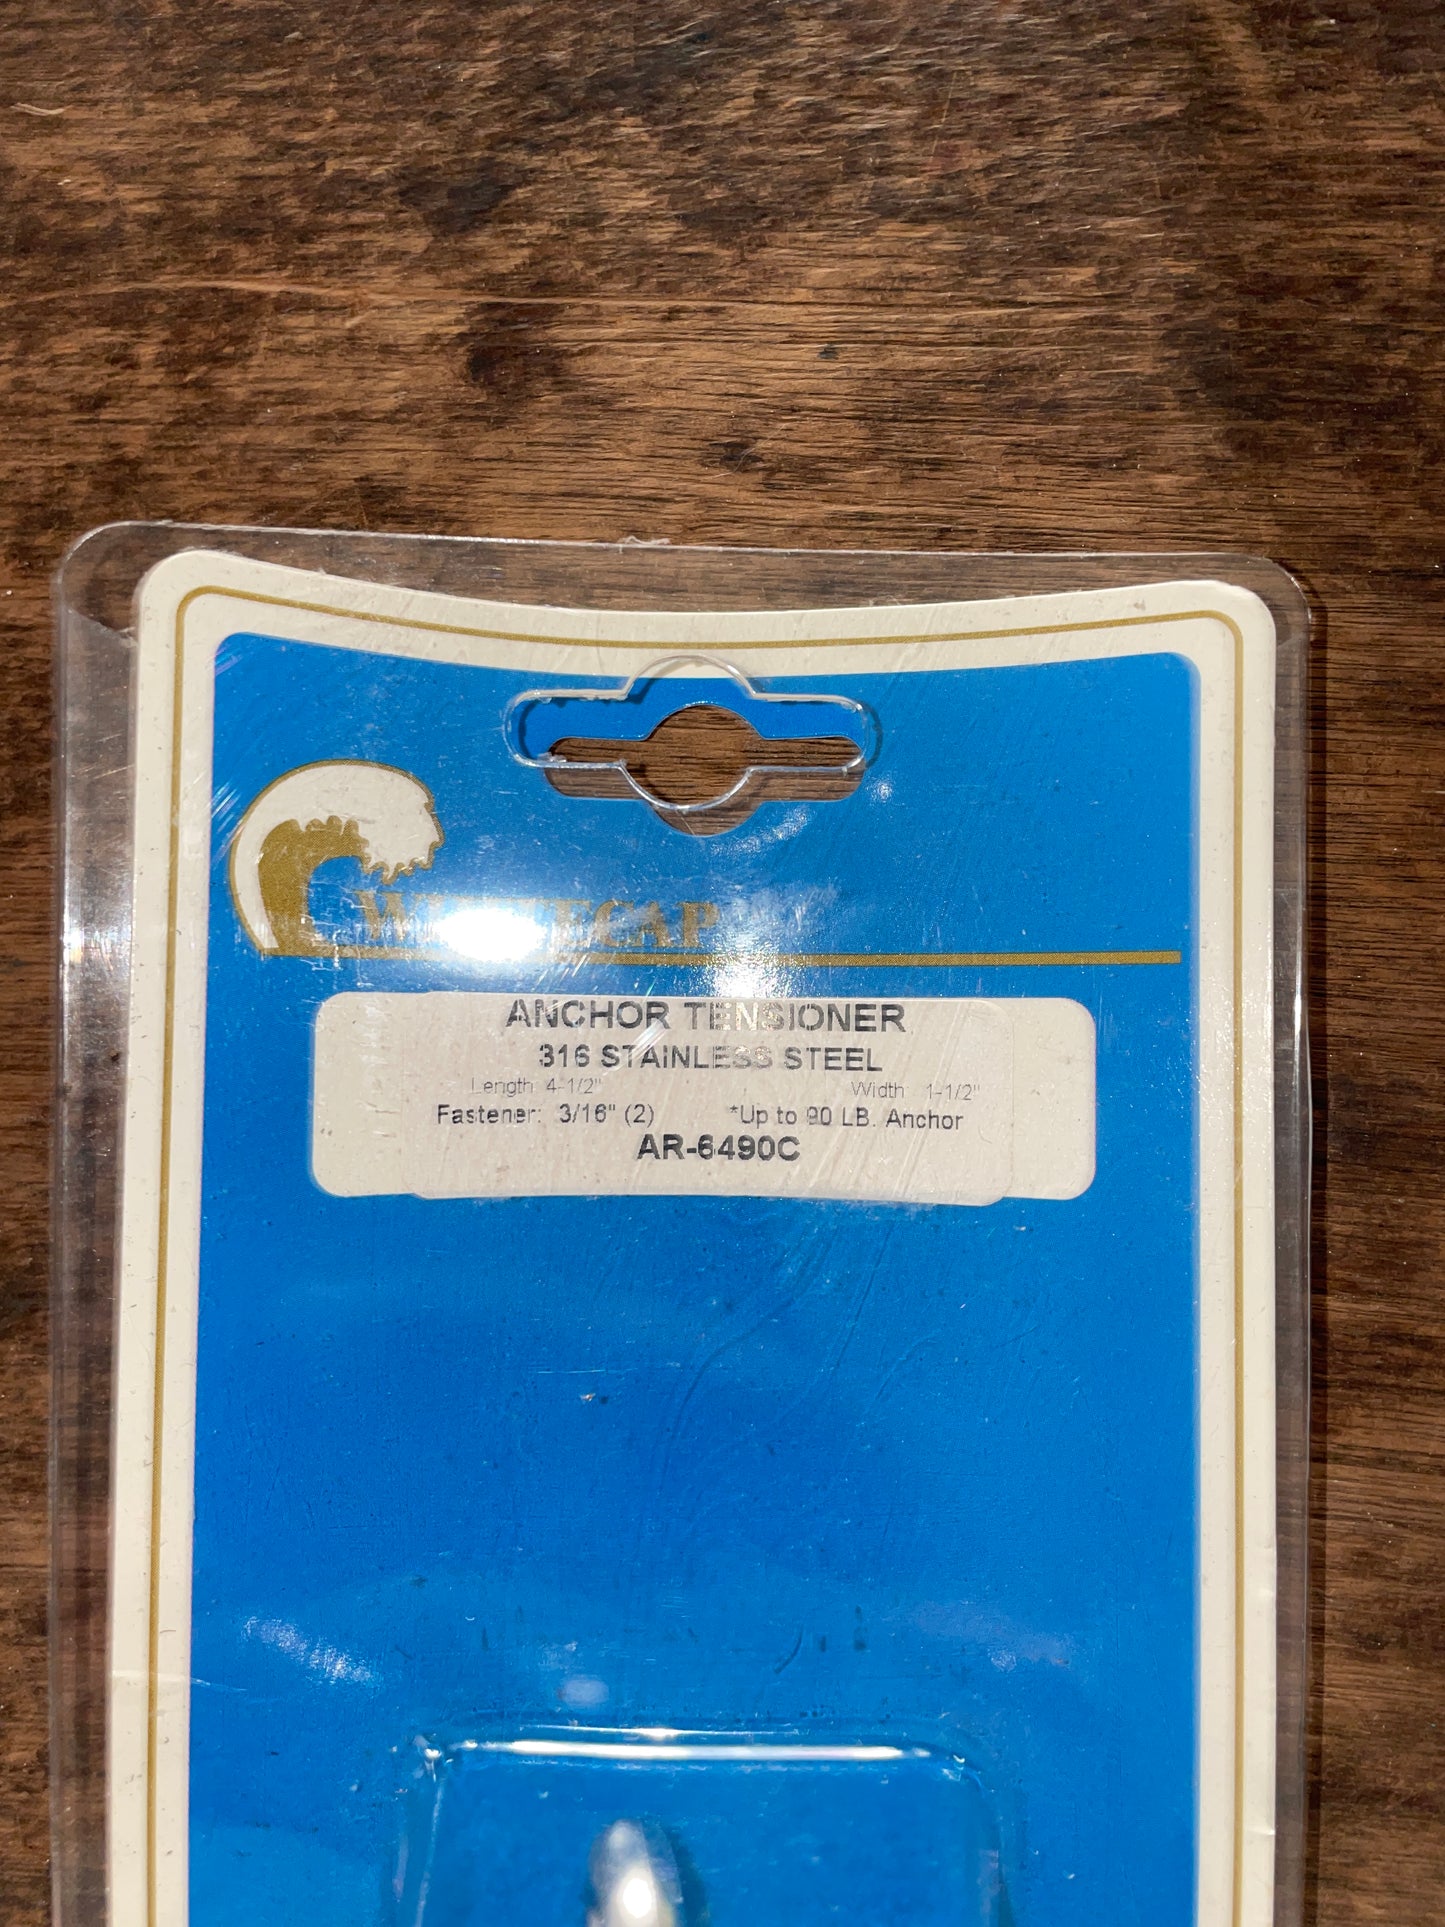 WHITECAP
ANCHOR TENSIONER
316 STAINLESS STEEL
Length: 4-1/2" Width: 1-1/2"
Fastener: 3/16" (2) *Up to 90 LB. Anchor
AR-6490C